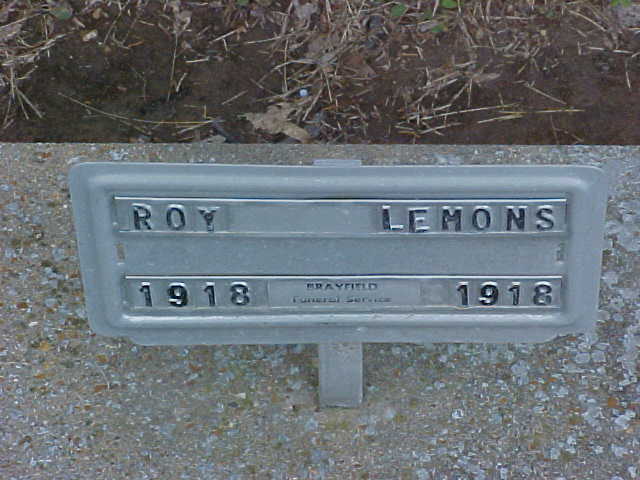 ROY LEMONS
1918 BRAYFIELD 1918
Funeral Service